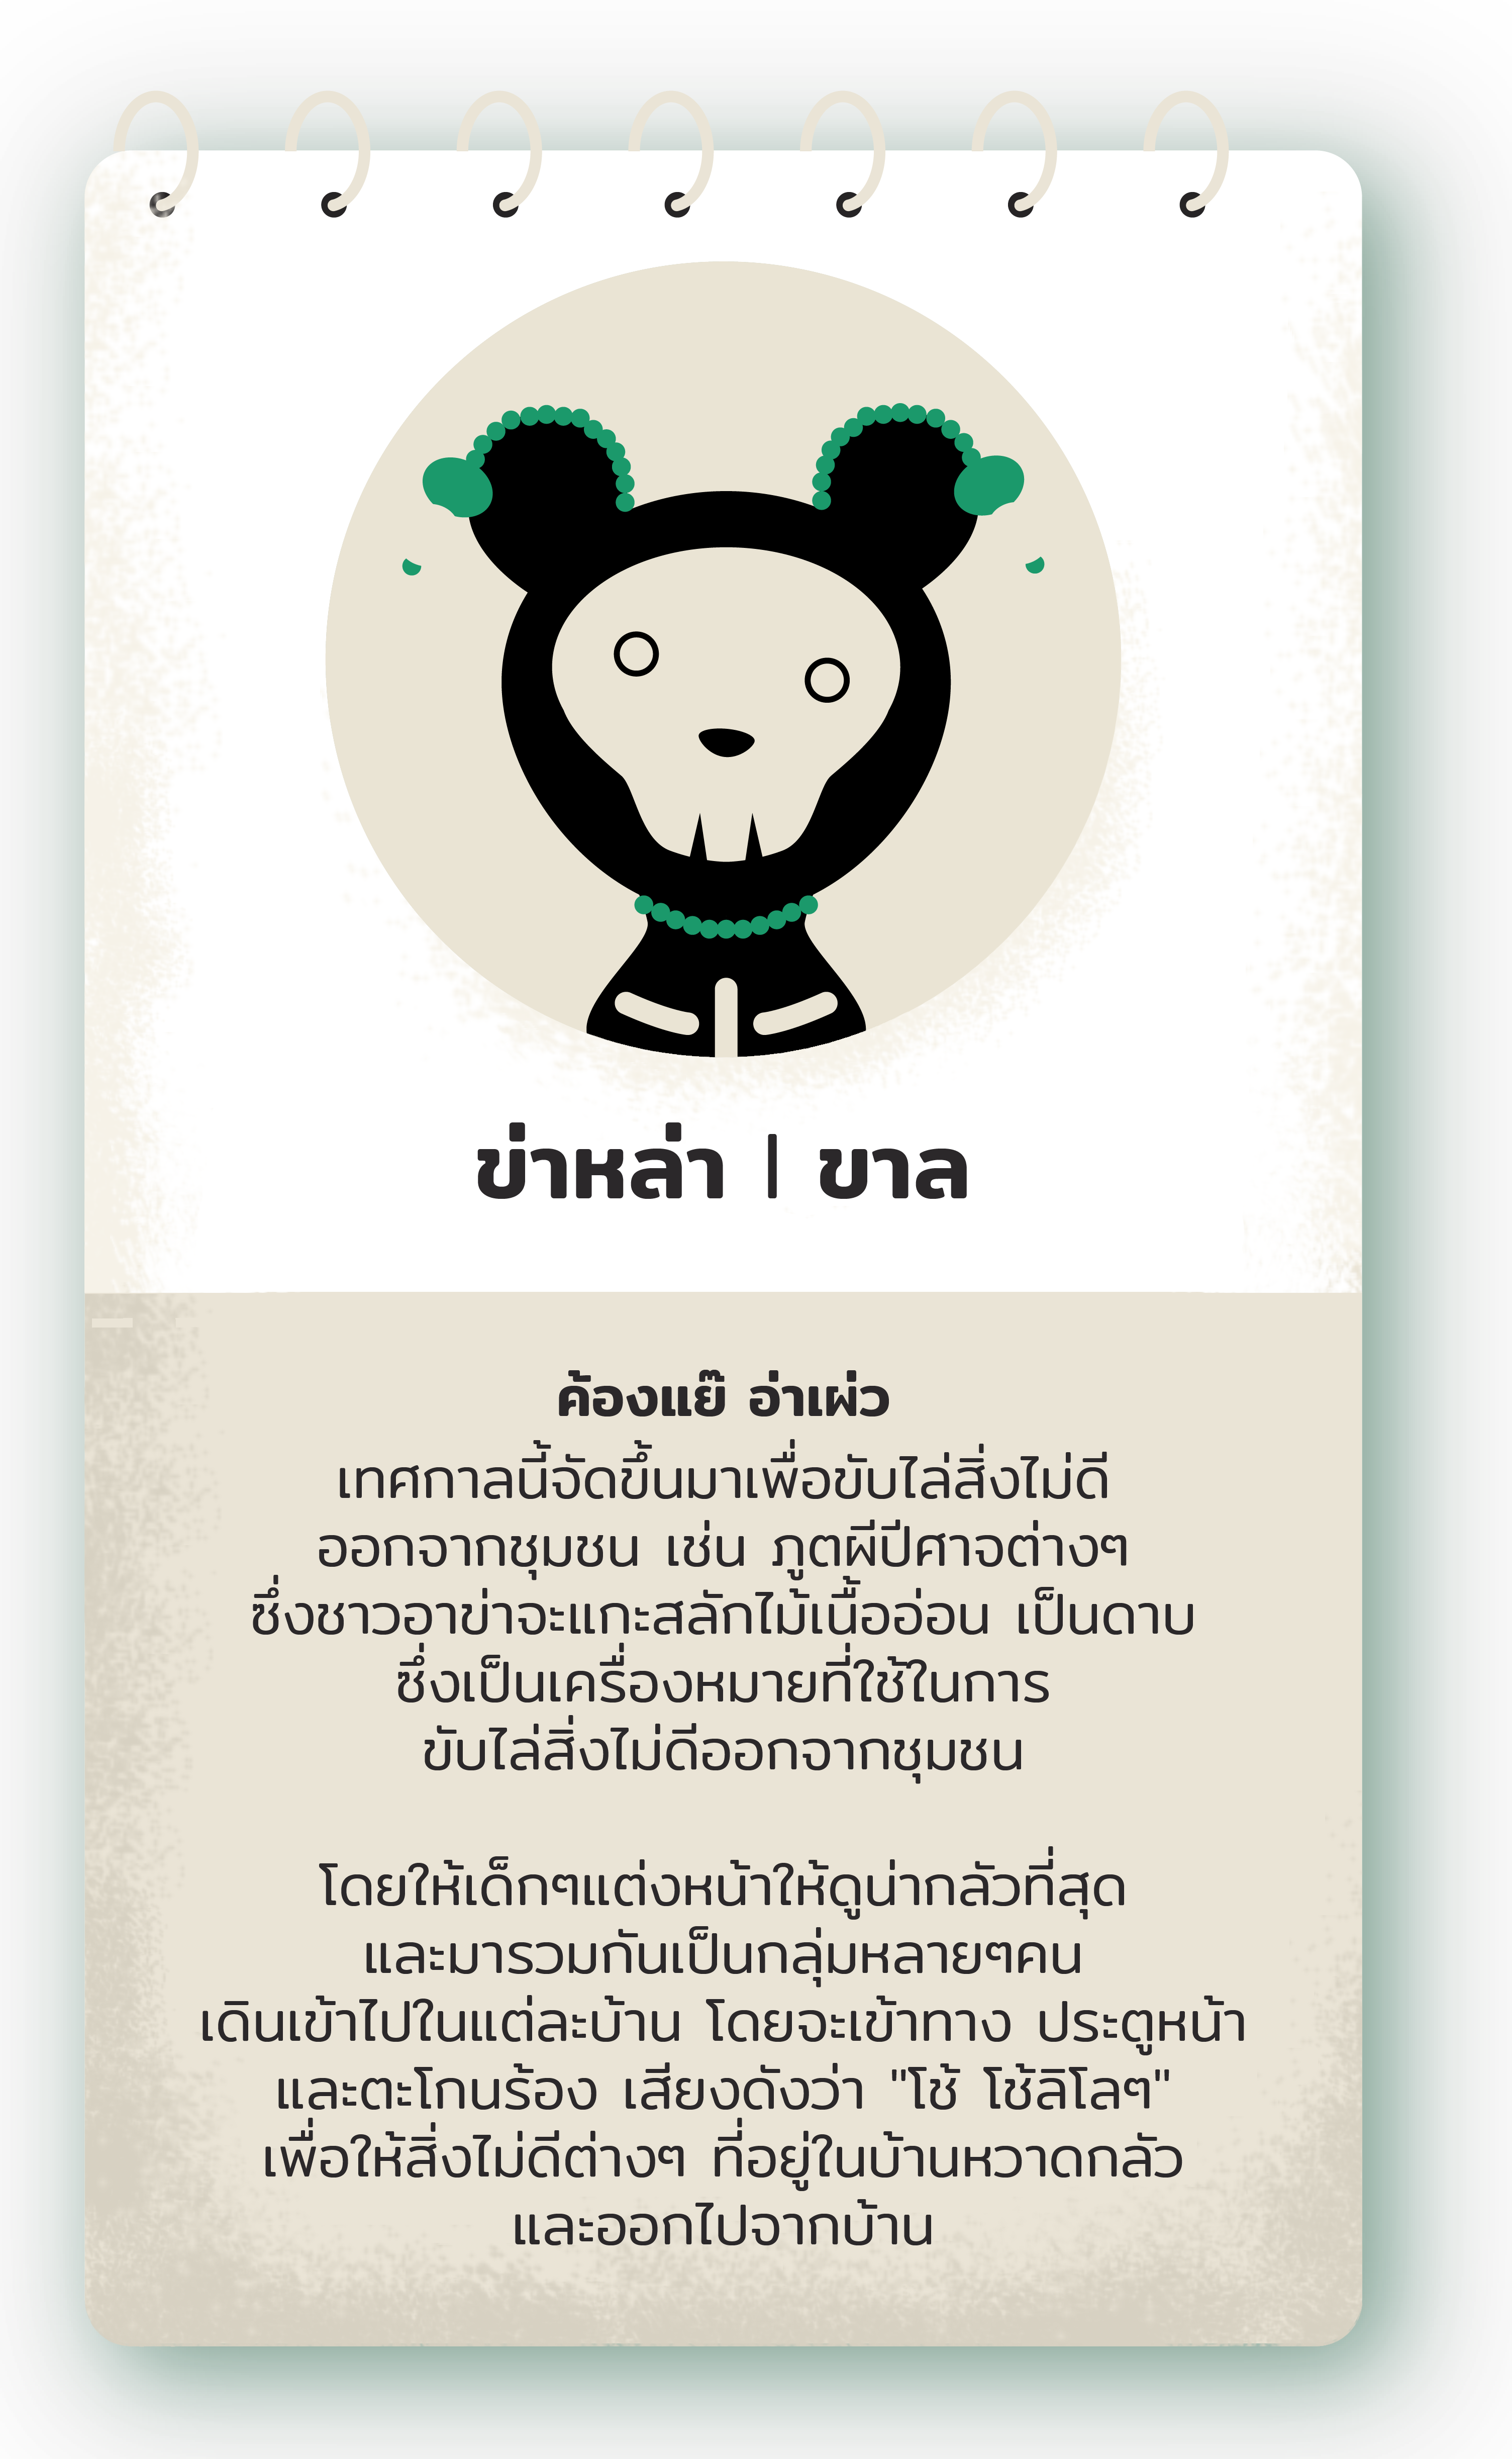 ข่าหล่า | ขาล
ค้องแย๊ อ่าเผ่ว
เทศกาลนี้จัดขึ้นมาเพื่อขับไล่สิ่งไม่ดี
ออกจากชุมชน เช่น ภูตผีปีศาจต่างๆ
ซึ่งชาวอาข่าจะแกะสลักไม้เนื้ออ่อน เป็นดาบ
ซึ่งเป็นเครื่องหมายที่ใช้ในการ
ขับไล่สิ่งไม่ดีออกจากชุมชน
โดยให้เด็กๆแต่งหน้าให้ดูน่ากลัวที่สุด
และมารวมกันเป็นกลุ่มหลายๆคน
เดินเข้าไปในแต่ละบ้าน โดยจะเข้าทาง ประตูหน้า
และตะโกนร้อง เสียงดังว่า "โช้ โช้ลิโลๆ"
เพื่อให้สิ่งไม่ดีต่างๆ ที่อยู่ในบ้านหวาดกลัว
และออกไปจากบ้าน